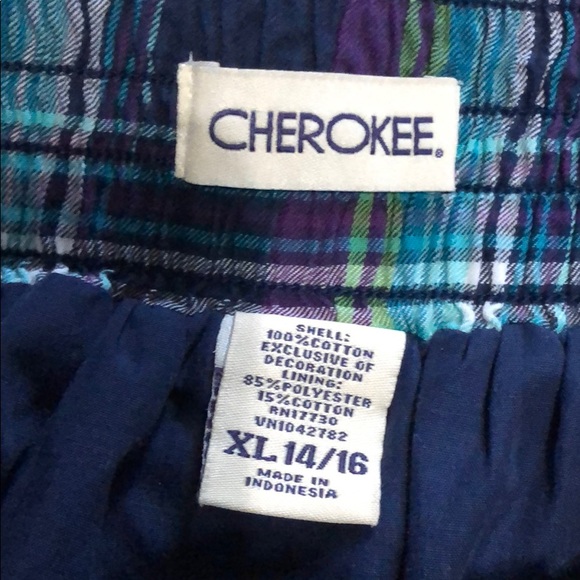 CHEROKEE®
SHELL:
100%COTTON
EXCLUSIVE OF
DECORATION
LINING:
85%POLYESTER
15%COTTON
RN17730
VN1042782
XL 14/16
MADE IN
INDONESIA